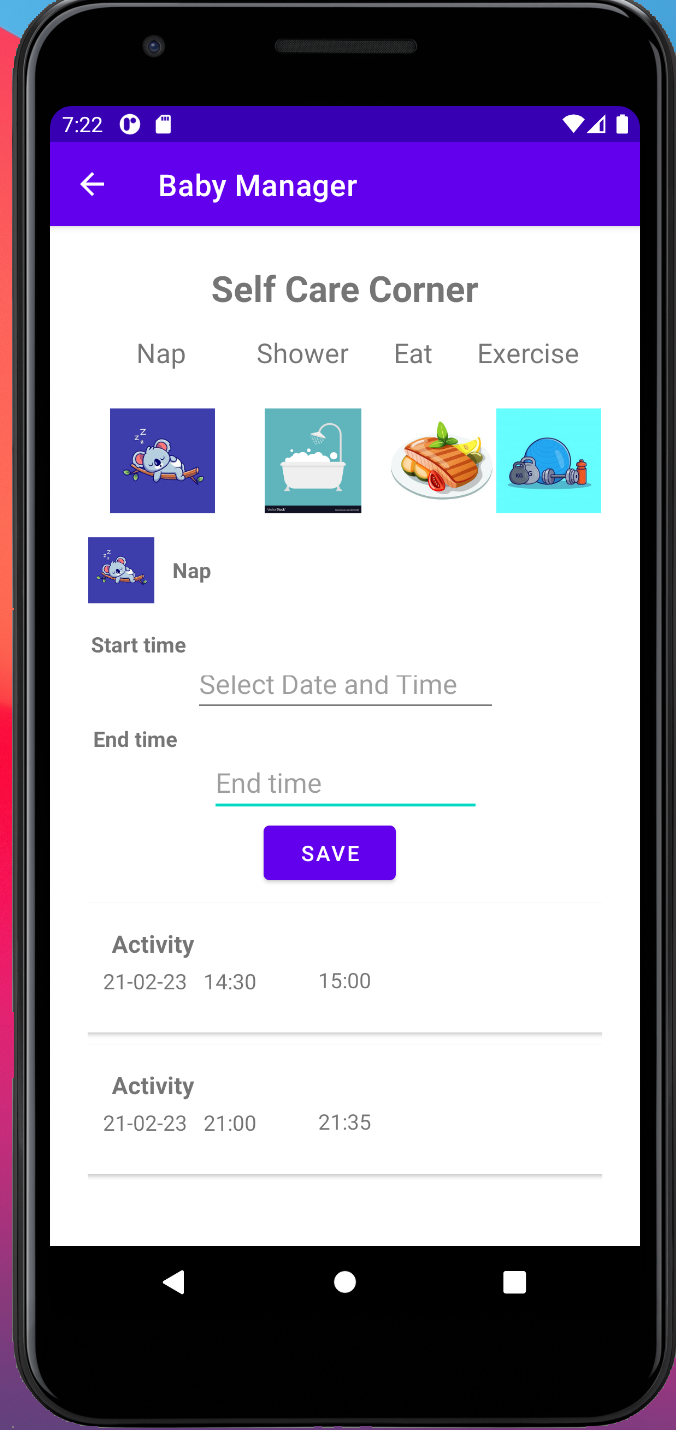 7:22
Baby Manager
Self Care Corner
Nap Shower Eat Exercise
Nap
Start time
Select Date and Time
End time
End time
SAVE
Activity
21-02-23 14:30 15:00
Activity
21-02-23 21:00 21:35